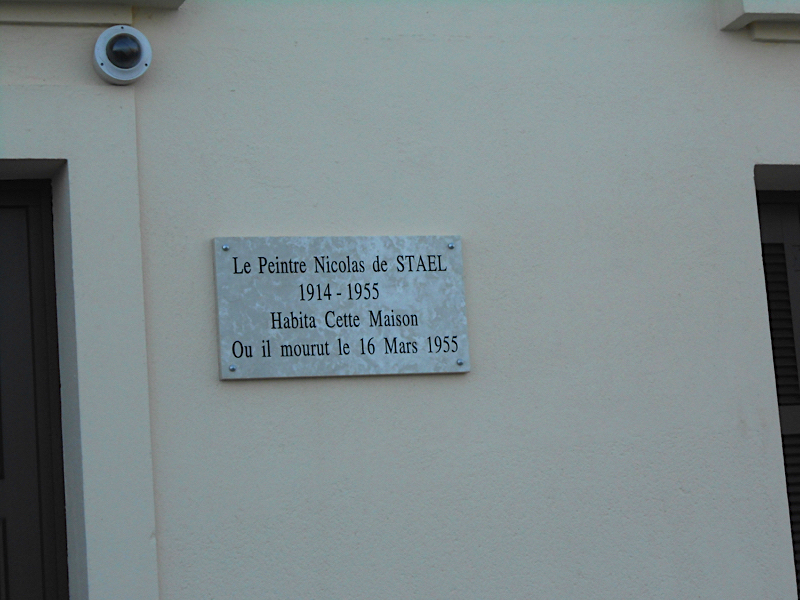 Le Peintre Nicolas de STAEL
1914 - 1955
Habita Cette Maison
Ou il mourut le 16 Mars 1955